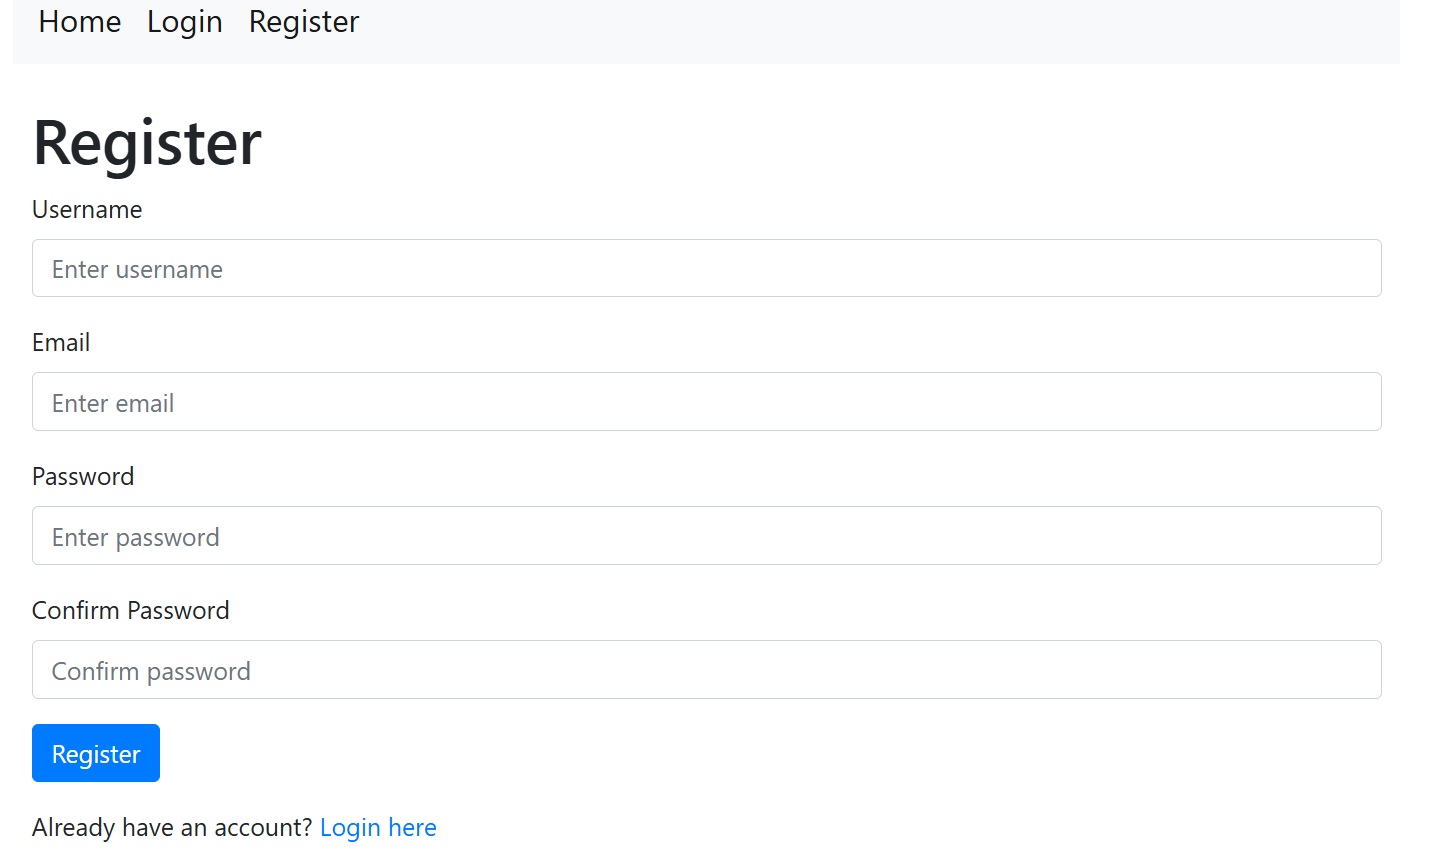 Home Login Register
Register
Username
Enter username
Email
Enter email
Password
Enter password
Confirm Password
Confirm password
Register
Already have an account? Login here